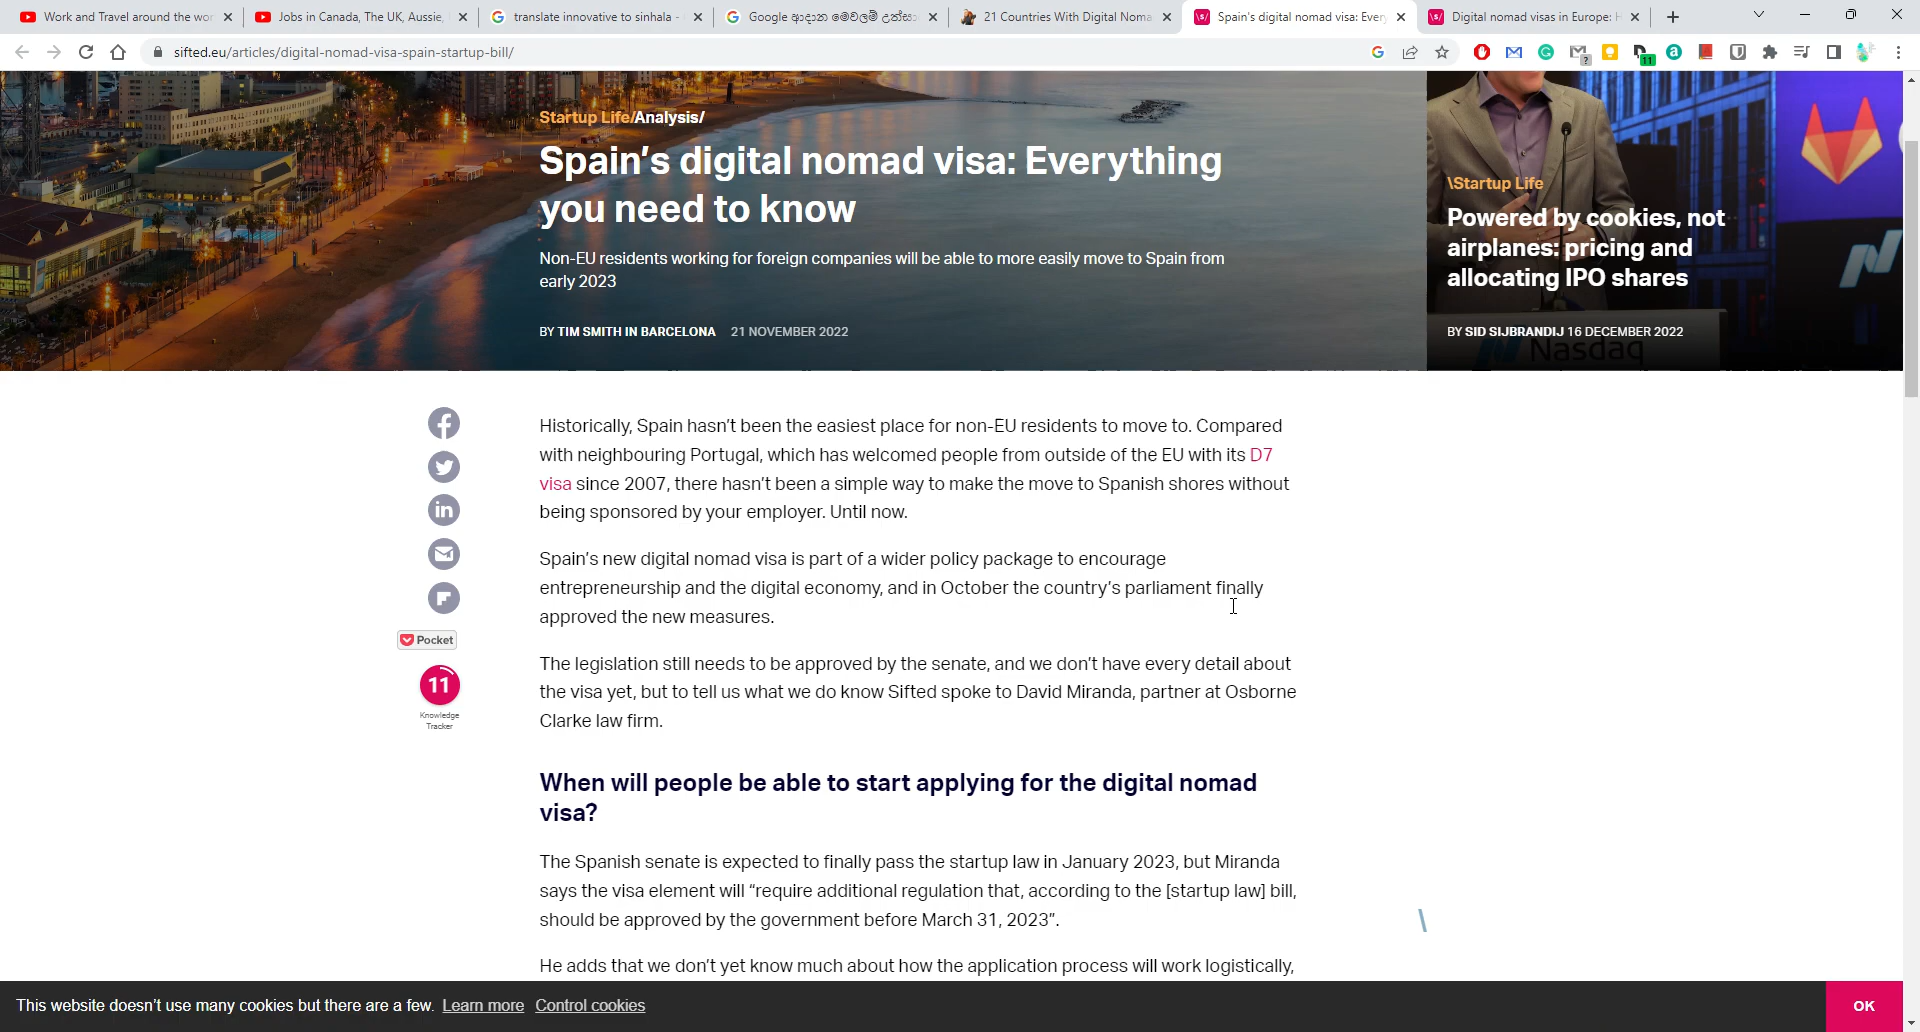 Work and Travel around the wor
Jobs in Canada, The UK, Aussie,
translate innovative to sinhala -
Google
21 Countries With Digital Noma
Spain's digital nomad visa: Every
Digital nomad visas in Europe: H
sifted.eu/articles/digital-nomad-visa-spain-startup-bill/
11
Startup Life/Analysis/
Spain's digital nomad visa: Everything
you need to know
Non-EU residents working for foreign companies will be able to more easily move to Spain from
early 2023
BY TIM SMITH IN BARCELONA 21 NOVEMBER 2022
\Startup Life
Powered by cookies, not
airplanes: pricing and
allocating IPO shares
BY SID SIJBRANDIJ 16 DECEMBER 2022
Nasdaq
Historically, Spain hasn't been the easiest place for non-EU residents to move to. Compared
with neighbouring Portugal, which has welcomed people from outside of the EU with its D7
visa since 2007, there hasn't been a simple way to make the move to Spanish shores without
being sponsored by your employer. Until now.
Spain's new digital nomad visa is part of a wider policy package to encourage
entrepreneurship and the digital economy, and in October the country's parliament finally
approved the new measures.
Pocket
11
Knowledge
Tracker
The legislation still needs to be approved by the senate, and we don't have every detail about
the visa yet, but to tell us what we do know Sifted spoke to David Miranda, partner at Osborne
Clarke law firm.
When will people be able to start applying for the digital nomad
visa?
The Spanish senate is expected to finally pass the startup law in January 2023, but Miranda
says the visa element will “require additional regulation that, according to the [startup law] bill,
should be approved by the government before March 31, 2023”.
He adds that we don't yet know much about how the application process will work logistically,
This website doesn't use many cookies but there are a few. Learn more Control cookies
OK